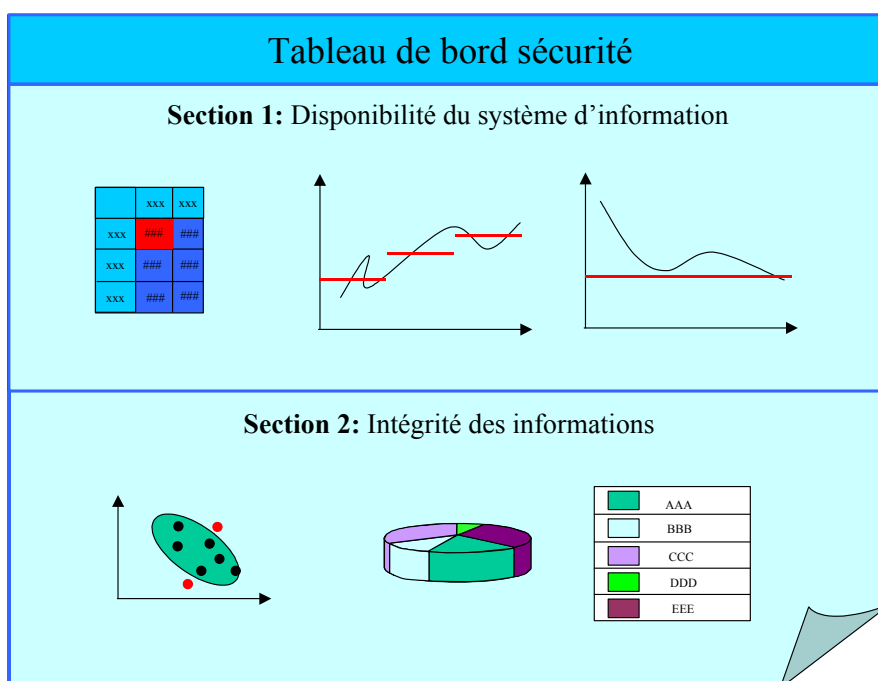 Tableau de bord sécurité
Section 1: Disponibilité du système d’information
xxx xxx
xxx ### ###
xxx ### ###
xxx ### ###
Section 2: Intégrité des informations
AAA
BBB
CCC
DDD
EEE